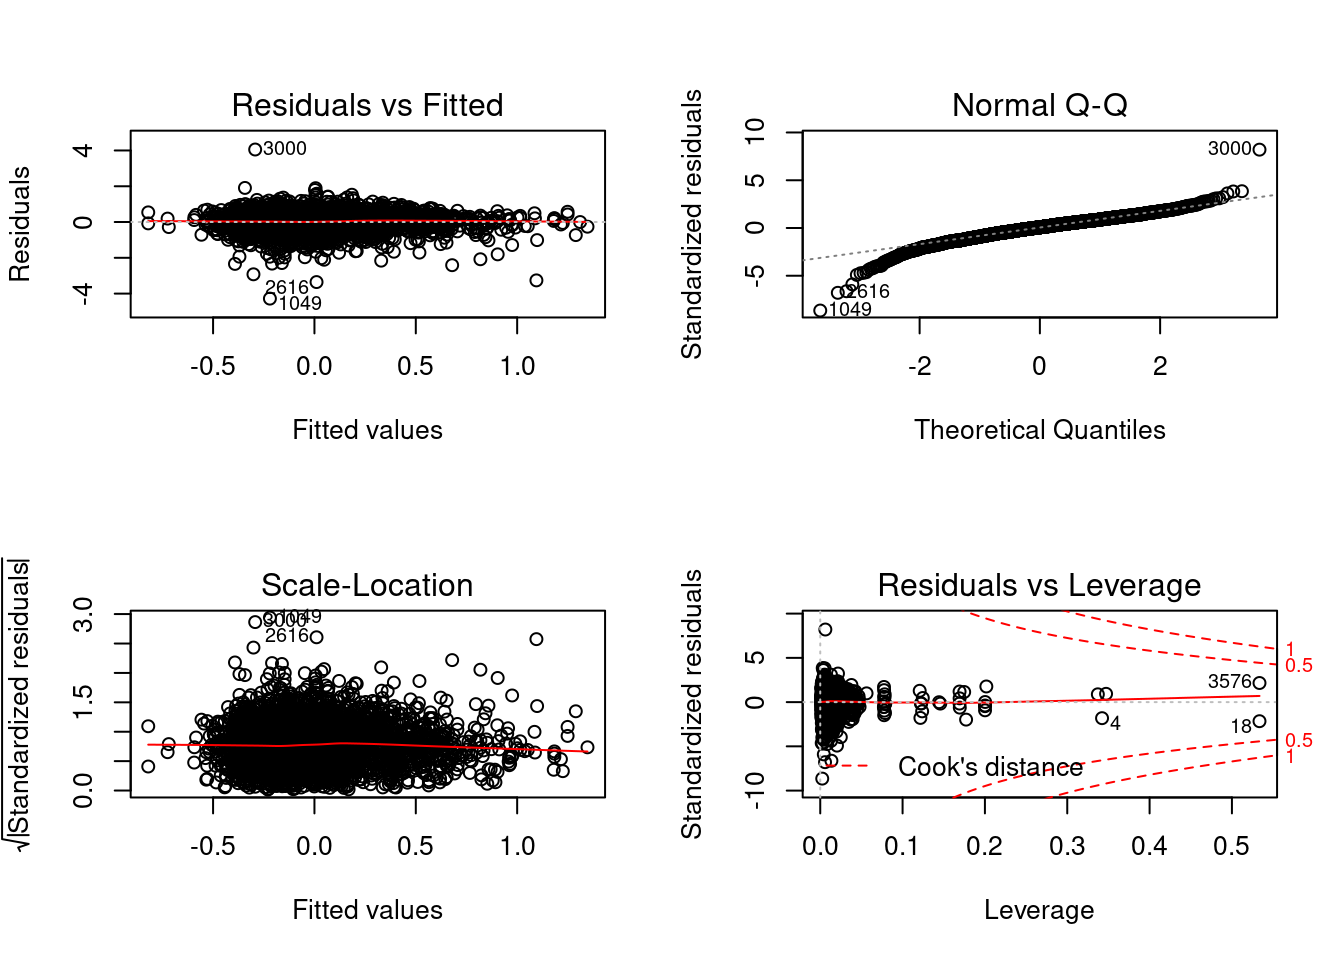 Residuals vs Fitted
Residuals
4
0
-4
3000
2616
1049
-0.5 0.0 0.5 1.0
Fitted values
Normal Q-Q
Standardized residuals
10
5
0
-5
3000
2616
1049
-2 0 2
Theoretical Quantiles
Scale-Location
√|Standardized residuals|
3.0
1.5
0.0
1049
3000
2616
-0.5 0.0 0.5 1.0
Fitted values
Residuals vs Leverage
Standardized residuals
5
0
-10
1
0.5
3576
4
18
0.5
1
Cook's distance
0.0 0.1 0.2 0.3 0.4 0.5
Leverage